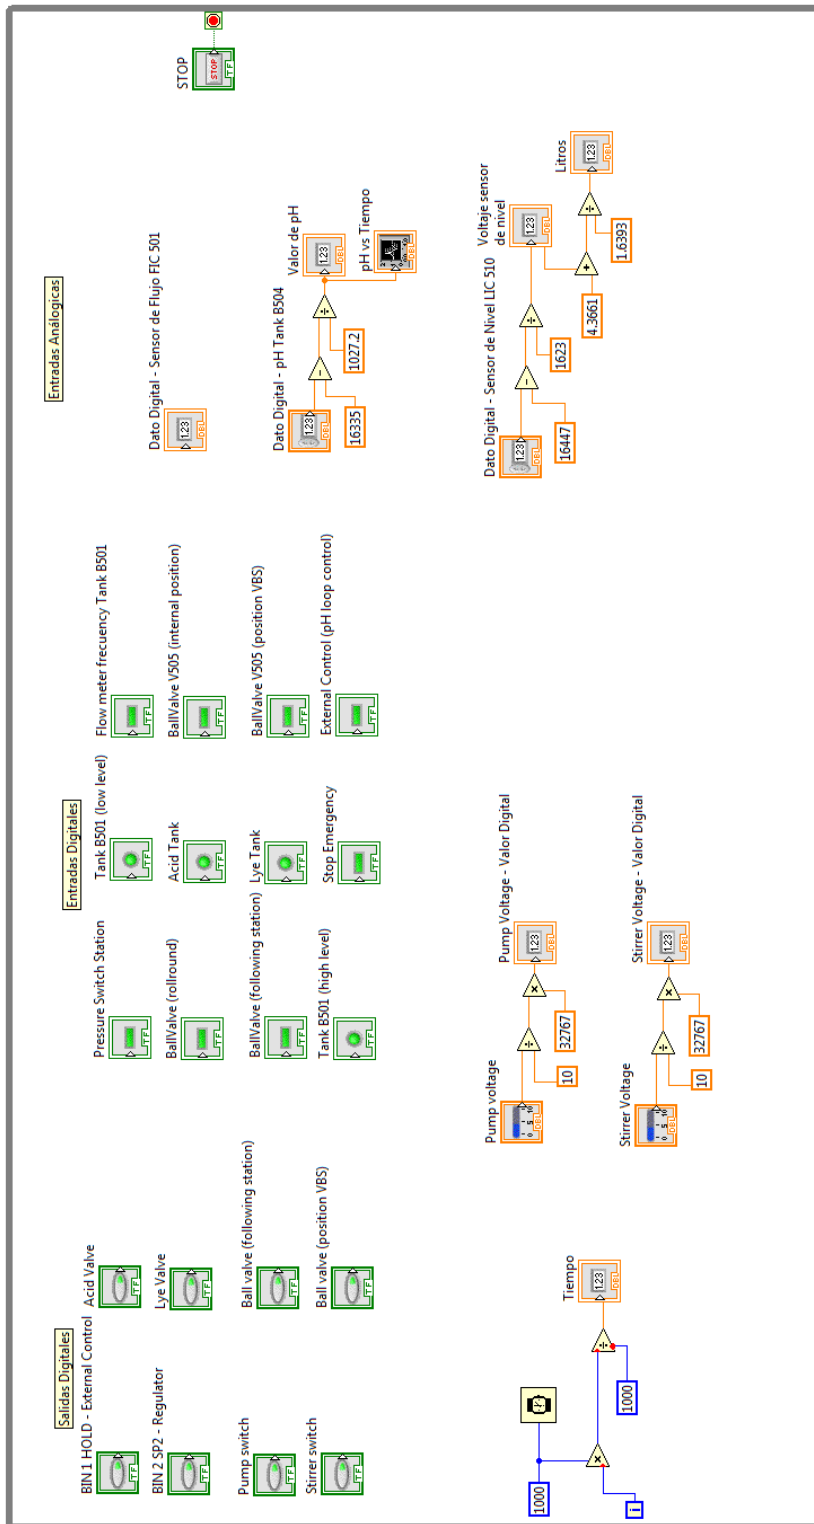 Salidas Digitales
BIN 1 HOLD - External Control
BIN 2 SP2 - Regulator
Pump switch
Stirrer switch
Acid Valve
Lye Valve
Ball valve (following station)
Ball valve (position VBS)
Entradas Digitales
Pressure Switch Station
BallValve (rollround)
BallValve (following station)
Tank B501 (high level)
Tank B501 (low level)
Acid Tank
Lye Tank
Stop Emergency
Flow meter frecuency Tank B501
BallValve V505 (internal position)
BallValve V505 (position VBS)
External Control (pH loop control)
Entradas Análogicas
Dato Digital - Sensor de Flujo FIC 501
Dato Digital - pH Tank B504
16335
1027.2
Valor de pH
pH vs Tiempo
Dato Digital - Sensor de Nivel LIC 510
16447
1623
Voltaje sensor
de nivel
4.3661
1.6393
Litros
STOP
STOP
1000
i
1000
Tiempo
Pump voltage
10
32767
Pump Voltage - Valor Digital
Stirrer Voltage
10
32767
Stirrer Voltage - Valor Digital